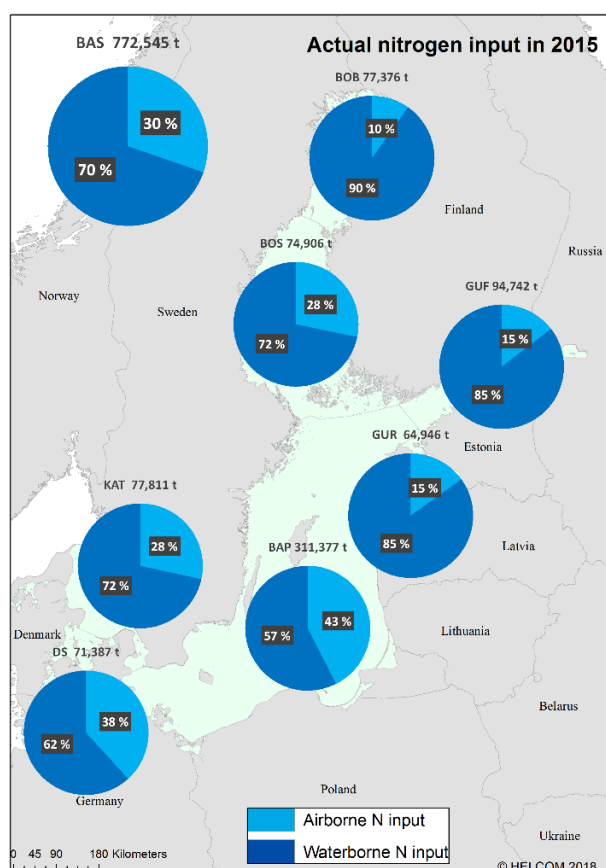 BAS 772,545 t
Actual nitrogen input in 2015
BOB 77,376 t
30 %
10 %
70 %
90 %
Finland
BOS 74,906 t
Russia
GUF 94,742 t
Norway
Sweden
28 %
15 %
72 %
85 %
Estonia
GUR 64,946 t
KAT 77,811 t
15 %
28 %
BAP 311,377 t
85 %
Latvia
72 %
43 %
57 %
Denmark
Lithuania
DS 71,387 t
Belarus
38 %
62 %
Poland
Germany
Airborne N input
Ukraine
0 45 90 180 Kilometers
Waterborne N input
© HELCOM 2018